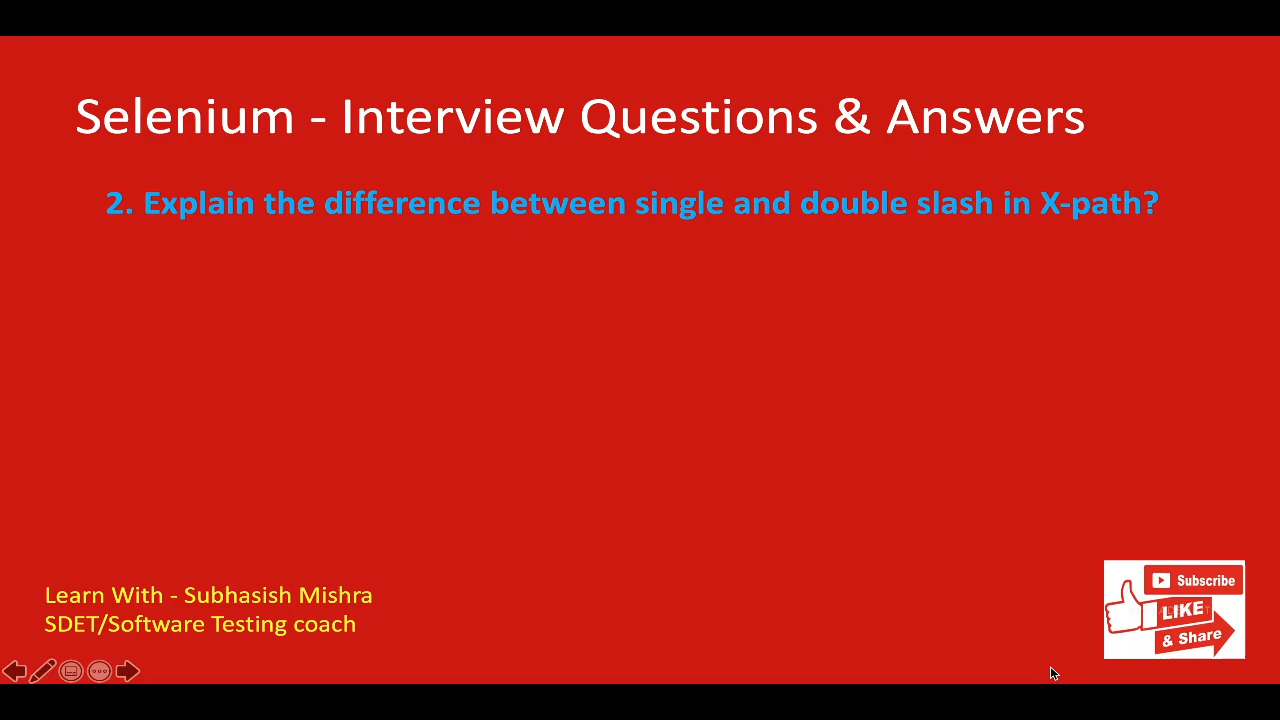 Selenium - Interview Questions & Answers
2. Explain the difference between single and double slash in X-path?
Learn With - Subhasish Mishra
SDET/Software Testing coach
Subscribe
LIKE
& Share